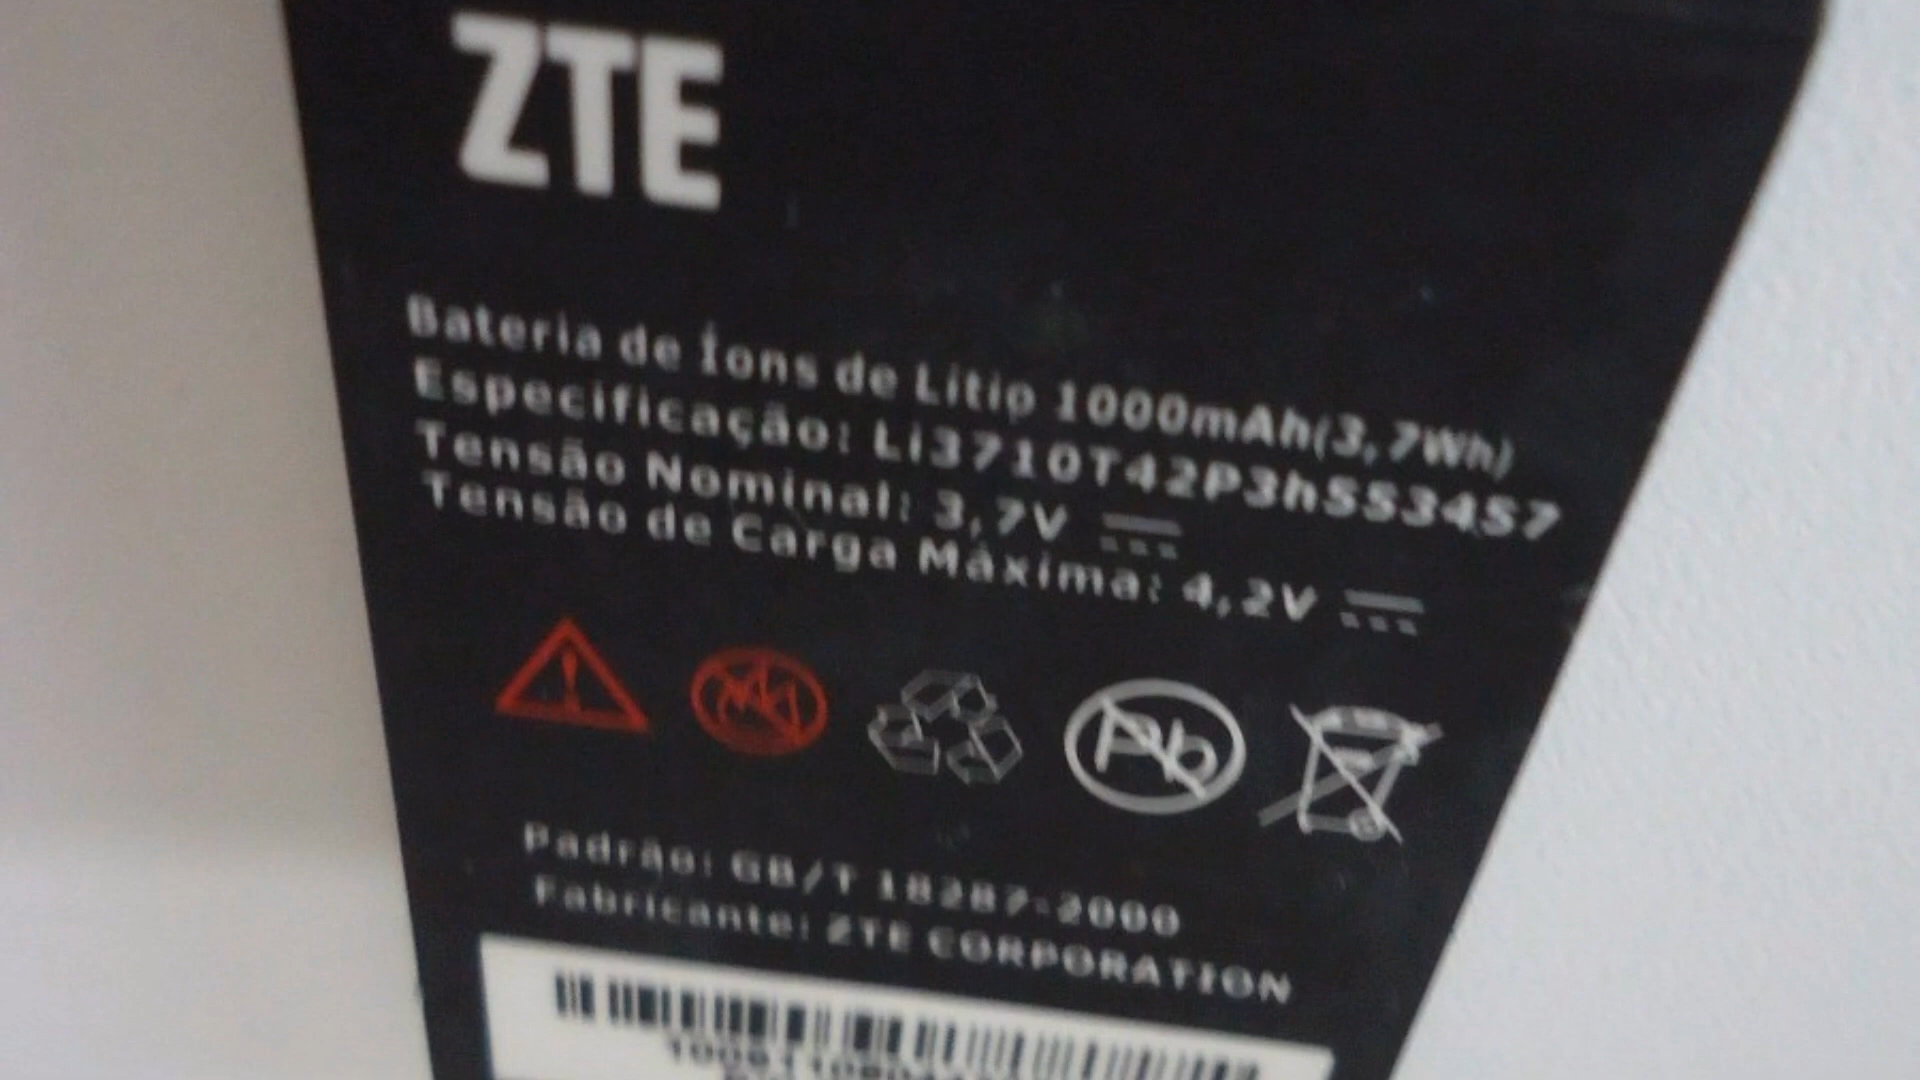 ZTE
Bateria de Íons de Lítio 1000mAh(3,7Wh)
Especificação: Li3710T42P3h553457
Tensão Nominal: 3,7V
Tensão de Carga Máxima: 4,2V
Pb
Padrão: GB/T 18287-2000
Fabricante: ZTE CORPORATION